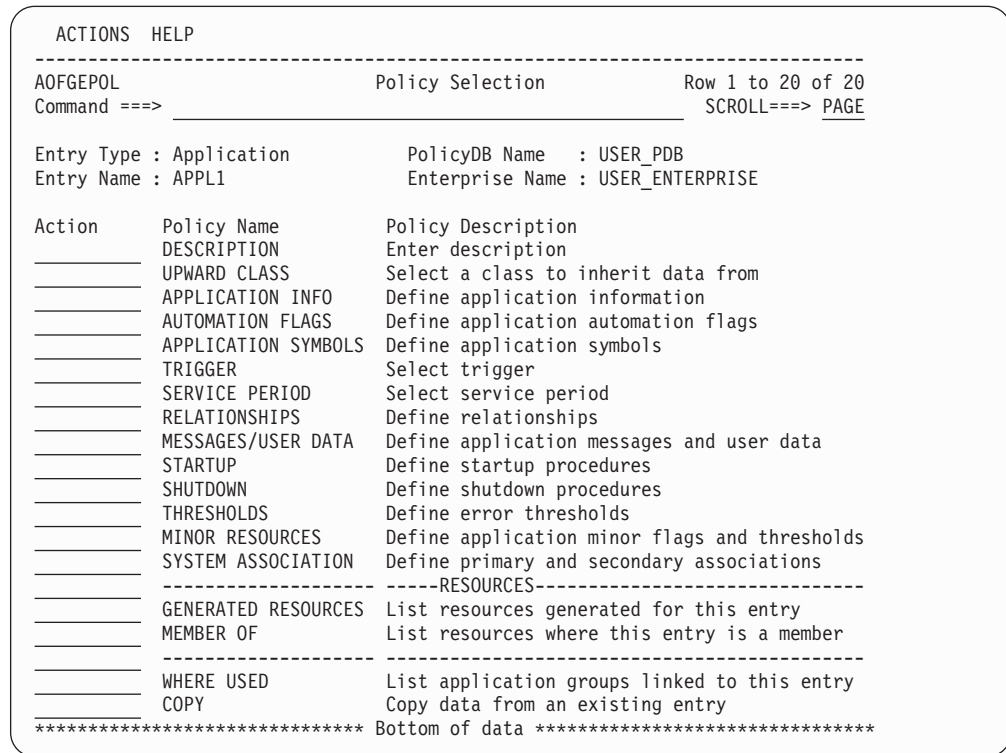 ACTIONS HELP
-------------------------------------------------------------------------------
AOFGEPOL Policy Selection Row 1 to 20 of 20
Command ===> SCROLL===> PAGE
Entry Type : Application PolicyDB Name : USER_PDB
Entry Name : APPL1 Enterprise Name : USER_ENTERPRISE
Action Policy Name Policy Description
DESCRIPTION Enter description
UPWARD CLASS Select a class to inherit data from
APPLICATION INFO Define application information
AUTOMATION FLAGS Define application automation flags
APPLICATION SYMBOLS Define application symbols
TRIGGER Select trigger
SERVICE PERIOD Select service period
RELATIONSHIPS Define relationships
MESSAGES/USER DATA Define application messages and user data
STARTUP Define startup procedures
SHUTDOWN Define shutdown procedures
THRESHOLDS Define error thresholds
MINOR RESOURCES Define application minor flags and thresholds
SYSTEM ASSOCIATION Define primary and secondary associations
-------------------- -----RESOURCES-------------------------------
GENERATED RESOURCES List resources generated for this entry
MEMBER OF List resources where this entry is a member
-------------------- ---------------------------------------------
WHERE USED List application groups linked to this entry
COPY Copy data from an existing entry
******************************* Bottom of data ********************************